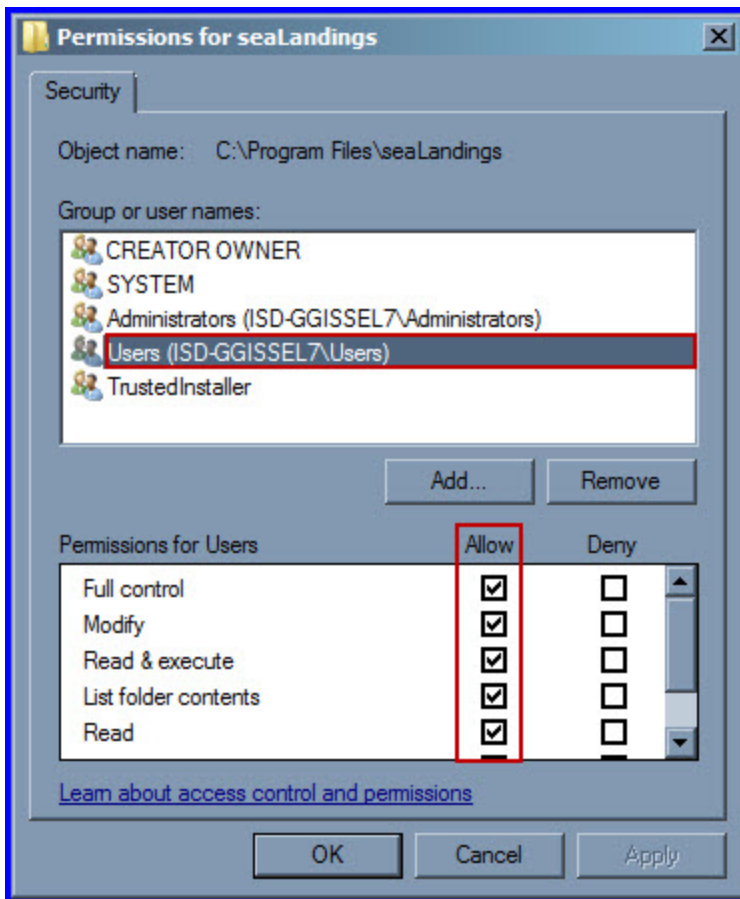 Permissions for seaLandings
Security
Object name: C:\Program Files\seaLandings
Group or user names:
CREATOR OWNER
SYSTEM
Administrators (ISD-GGISSEL7\Administrators)
Users (ISD-GGISSEL7\Users)
TrustedInstaller
Add... Remove
Permissions for Users Allow Deny
Full control
Modify
Read & execute
List folder contents
Read
Learn about access control and permissions
OK Cancel Apply